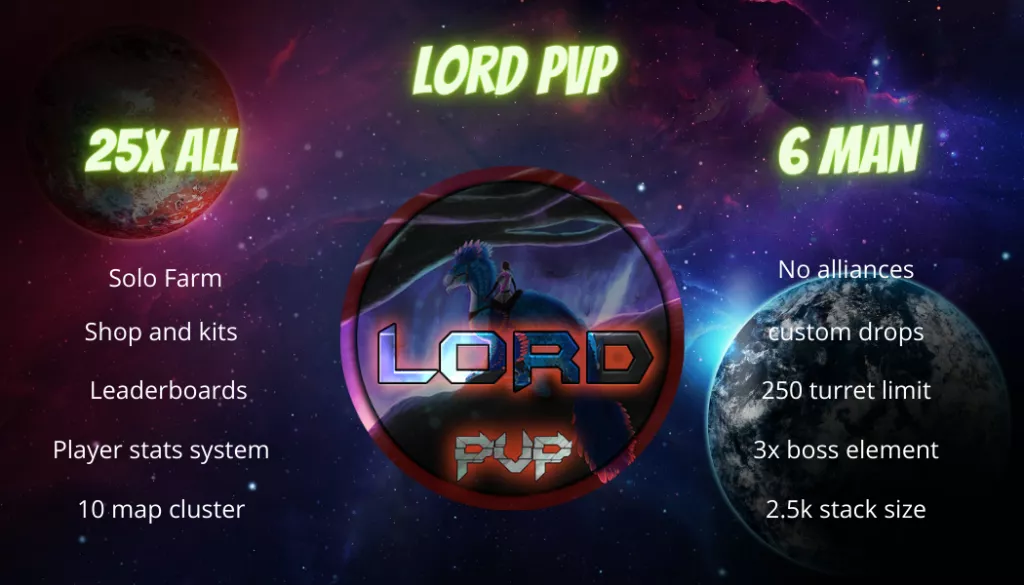 LORD PVP
25X ALL
6 MAN
Solo Farm
Shop and kits
Leaderboards
Player stats system
10 map cluster
LORD
PVP
No alliances
custom drops
250 turret limit
3x boss element
2.5k stack size